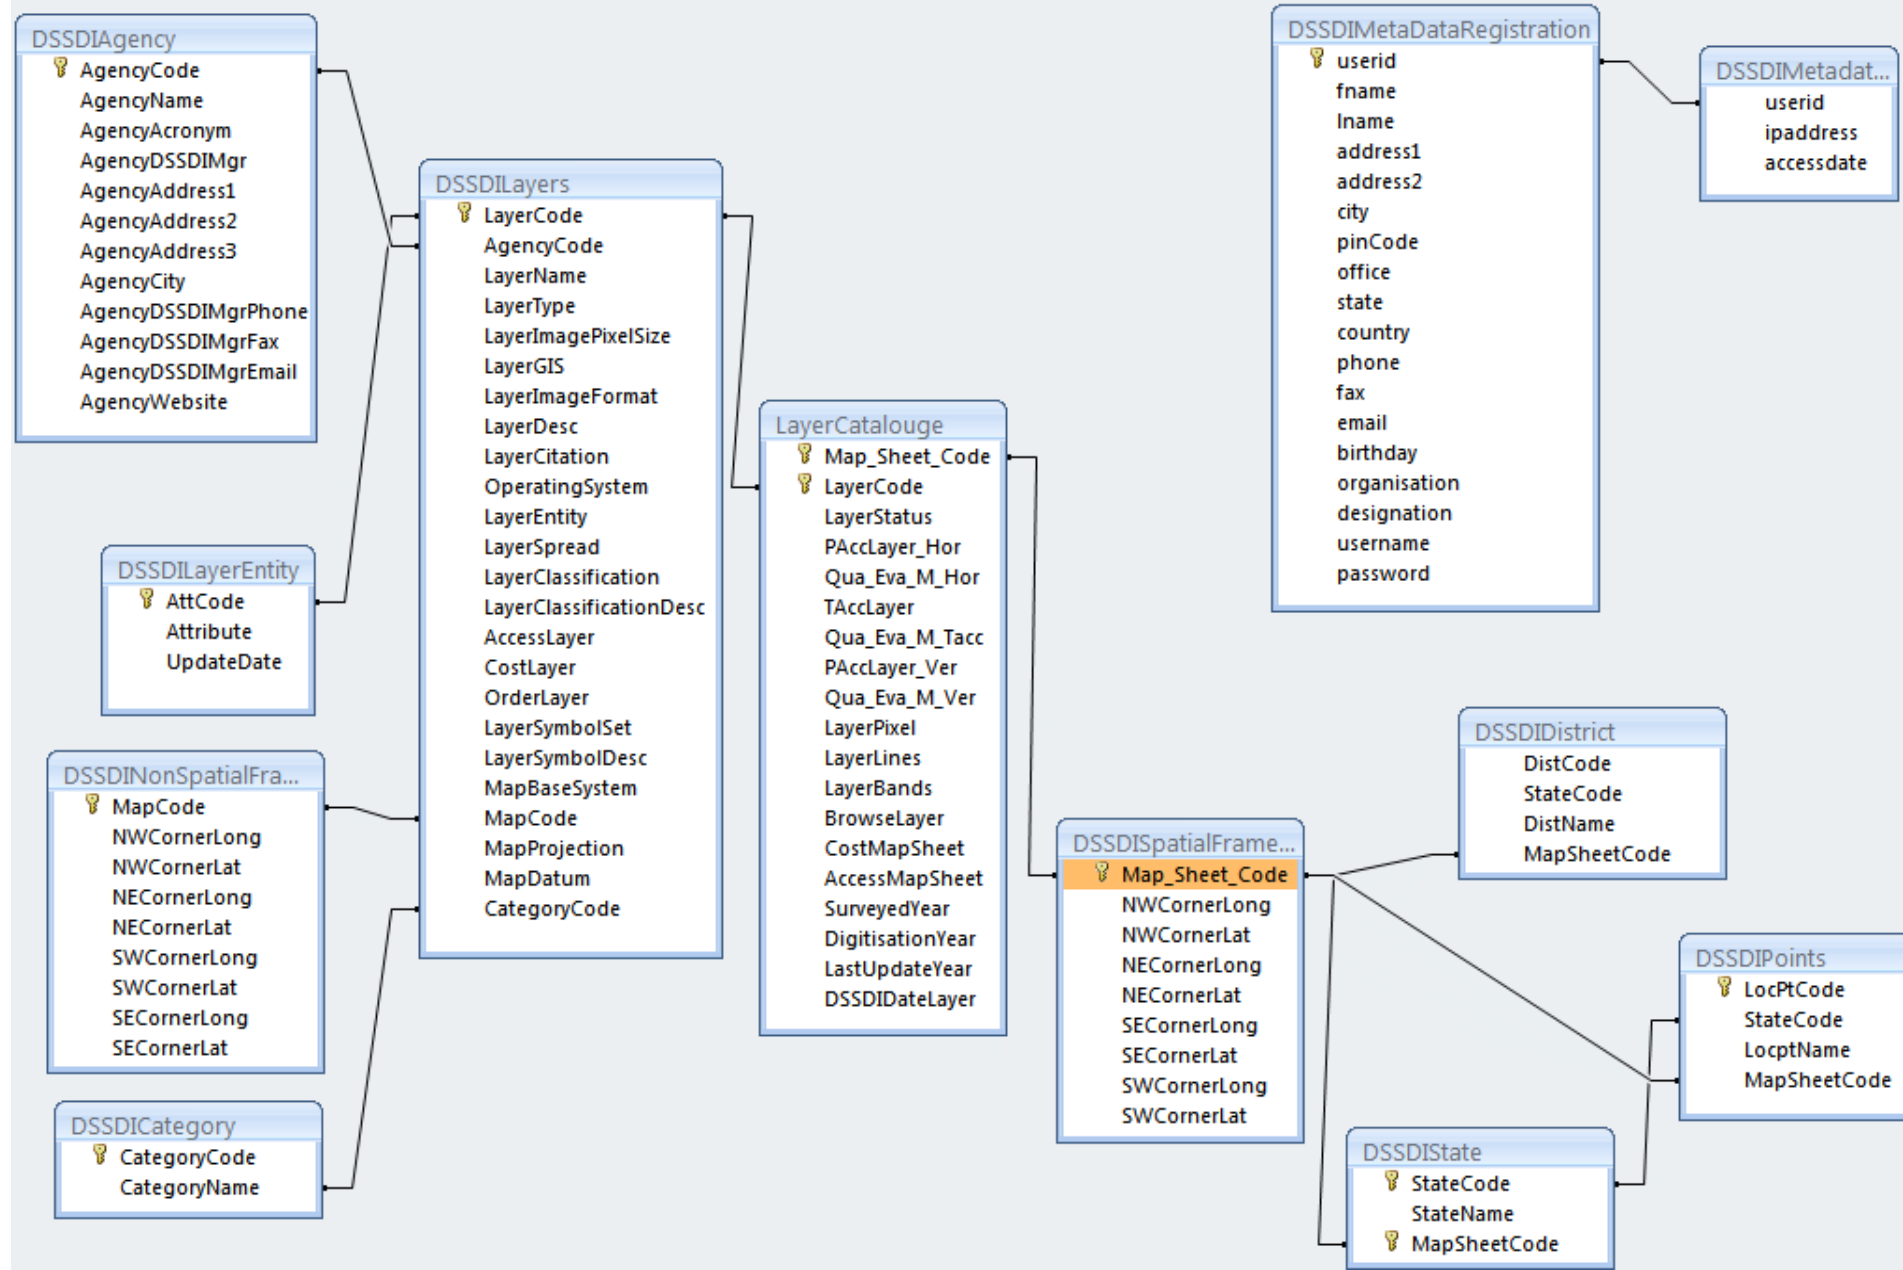 DSSDIAgency
AgencyCode
AgencyName
AgencyAcronym
AgencyDSSDIMgr
AgencyAddress1
AgencyAddress2
AgencyAddress3
AgencyCity
AgencyDSSDIMgrPhone
AgencyDSSDIMgrFax
AgencyDSSDIMgrEmail
AgencyWebsite
DSSDILayerEntity
AttCode
Attribute
UpdateDate
DSSDINonSpatialFra...
MapCode
NWCornerLong
NWCornerLat
NECornerLong
NECornerLat
SWCornerLong
SWCornerLat
SECornerLong
SECornerLat
DSSDICategory
CategoryCode
CategoryName
DSSDILayers
LayerCode
AgencyCode
LayerName
LayerType
LayerImagePixelSize
LayerGIS
LayerImageFormat
LayerDesc
LayerCitation
OperatingSystem
LayerEntity
LayerSpread
LayerClassification
LayerClassificationDesc
AccessLayer
CostLayer
OrderLayer
LayerSymbolSet
LayerSymbolDesc
MapBaseSystem
MapCode
MapProjection
MapDatum
CategoryCode
LayerCatalouge
Map_Sheet_Code
LayerCode
LayerStatus
PAccLayer_Hor
Qua_Eva_M_Hor
TAccLayer
Qua_Eva_M_Tacc
PAccLayer_Ver
Qua_Eva_M_Ver
LayerPixel
LayerLines
LayerBands
BrowseLayer
CostMapSheet
AccessMapSheet
SurveyedYear
DigitisationYear
LastUpdateYear
DSSDIDateLayer
DSSDISpatialFrame...
Map_Sheet_Code
NWCornerLong
NWCornerLat
NECornerLong
NECornerLat
SECornerLong
SECornerLat
SWCornerLong
SWCornerLat
DSSDIMetaDataRegistration
userid
fname
lname
address1
address2
city
pinCode
office
state
country
phone
fax
email
birthday
organisation
designation
username
password
DSSDIMetadat...
userid
ipaddress
accessdate
DSSDIDistrict
DistCode
StateCode
DistName
MapSheetCode
DSSDIPoints
LocPtCode
StateCode
LocptName
MapSheetCode
DSSDIState
StateCode
StateName
MapSheetCode